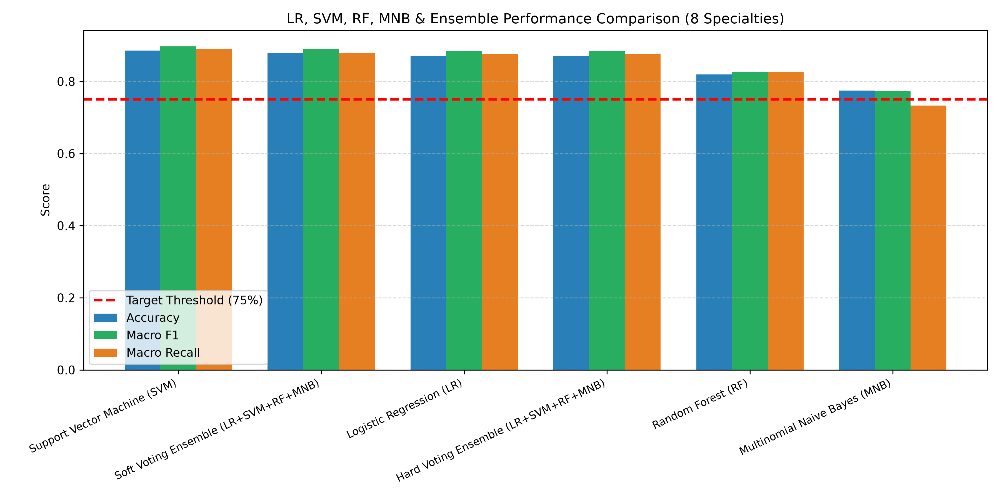 LR, SVM, RF, MNB & Ensemble Performance Comparison (8 Specialties)
Score
0.8
0.6
0.4
0.2
0.0
Target Threshold (75%)
Accuracy
Macro F1
Macro Recall
Support Vector Machine (SVM)
Soft Voting Ensemble (LR+SVM+RF+MNB)
Logistic Regression (LR)
Hard Voting Ensemble (LR+SVM+RF+MNB)
Random Forest (RF)
Multinomial Naive Bayes (MNB)